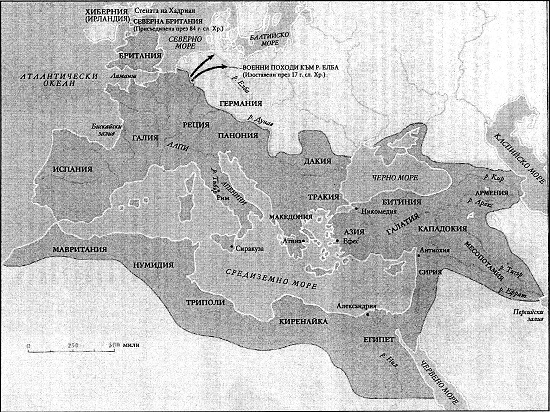 ХИБЕРНИЯ
(ИРЛАНДИЯ)
Стената на Хадриан
СЕВЕРНА БРИТАНИЯ
(Присъединена през 84 г. сл. Хр.)
СЕВЕРНО
МОРЕ
БАЛТИЙСКО
МОРЕ
БРИТАНИЯ
ВОЕННИ ПОХОДИ КЪМ Р. ЕЛБА
(Изоставени през 17 г. сл. Хр.)
АТЛАНТИЧЕСКИ
ОКЕАН
Ламанш
р. Елба
ГЕРМАНИЯ
р. Дунав
Бискайски
залив
ГАЛИЯ
РЕЦИЯ
ПАНОНИЯ
АЛПИ
КАСПИЙСКО МОРЕ
ИСПАНИЯ
ДАКИЯ
ЧЕРНО МОРЕ
р. Кир
АРМЕНИЯ
р. Аракс
р. Тибър
АПЕНИНИ
Рим
ТРАКИЯ
БИТИНИЯ
Никомедия
МАКЕДОНИЯ
ГАЛАТИЯ
КАПАДОКИЯ
АЗИЯ
Атина
Ефес
Сиракуза
МАВРИТАНИЯ
НУМИДИЯ
Антиохия
СИРИЯ
МЕСОПОТАМИЯ
р. Тигър
р. Ефрат
СРЕДИЗЕМНО МОРЕ
Персийски
залив
ТРИПОЛИ
Александрия
КИРЕНАЙКА
ЕГИПЕТ
р. Нил
ЧЕРВЕНО МОРЕ
0 250 500 мили